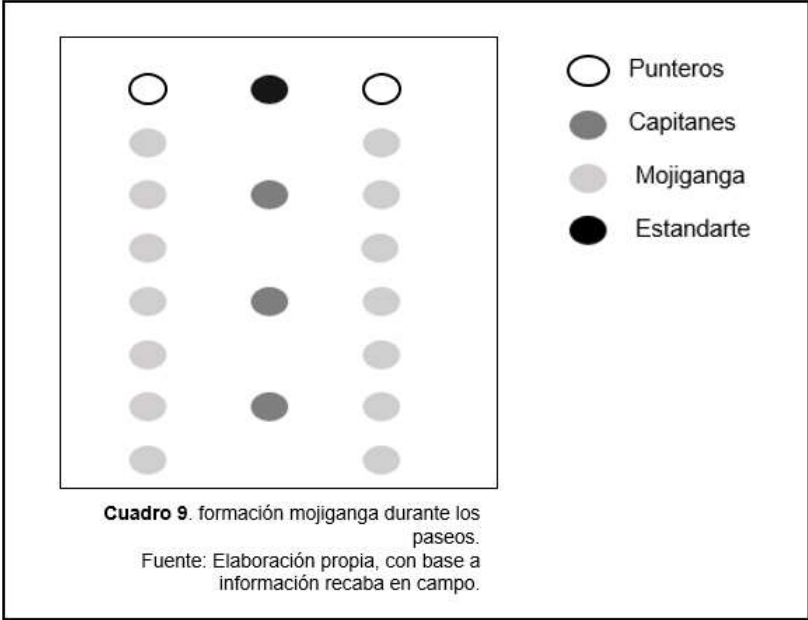 Punteros
Capitanes
Mojiganga
Estandarte
Cuadro 9. formación mojiganga durante los
paseos.
Fuente: Elaboración propia, con base a
información recaba en campo.